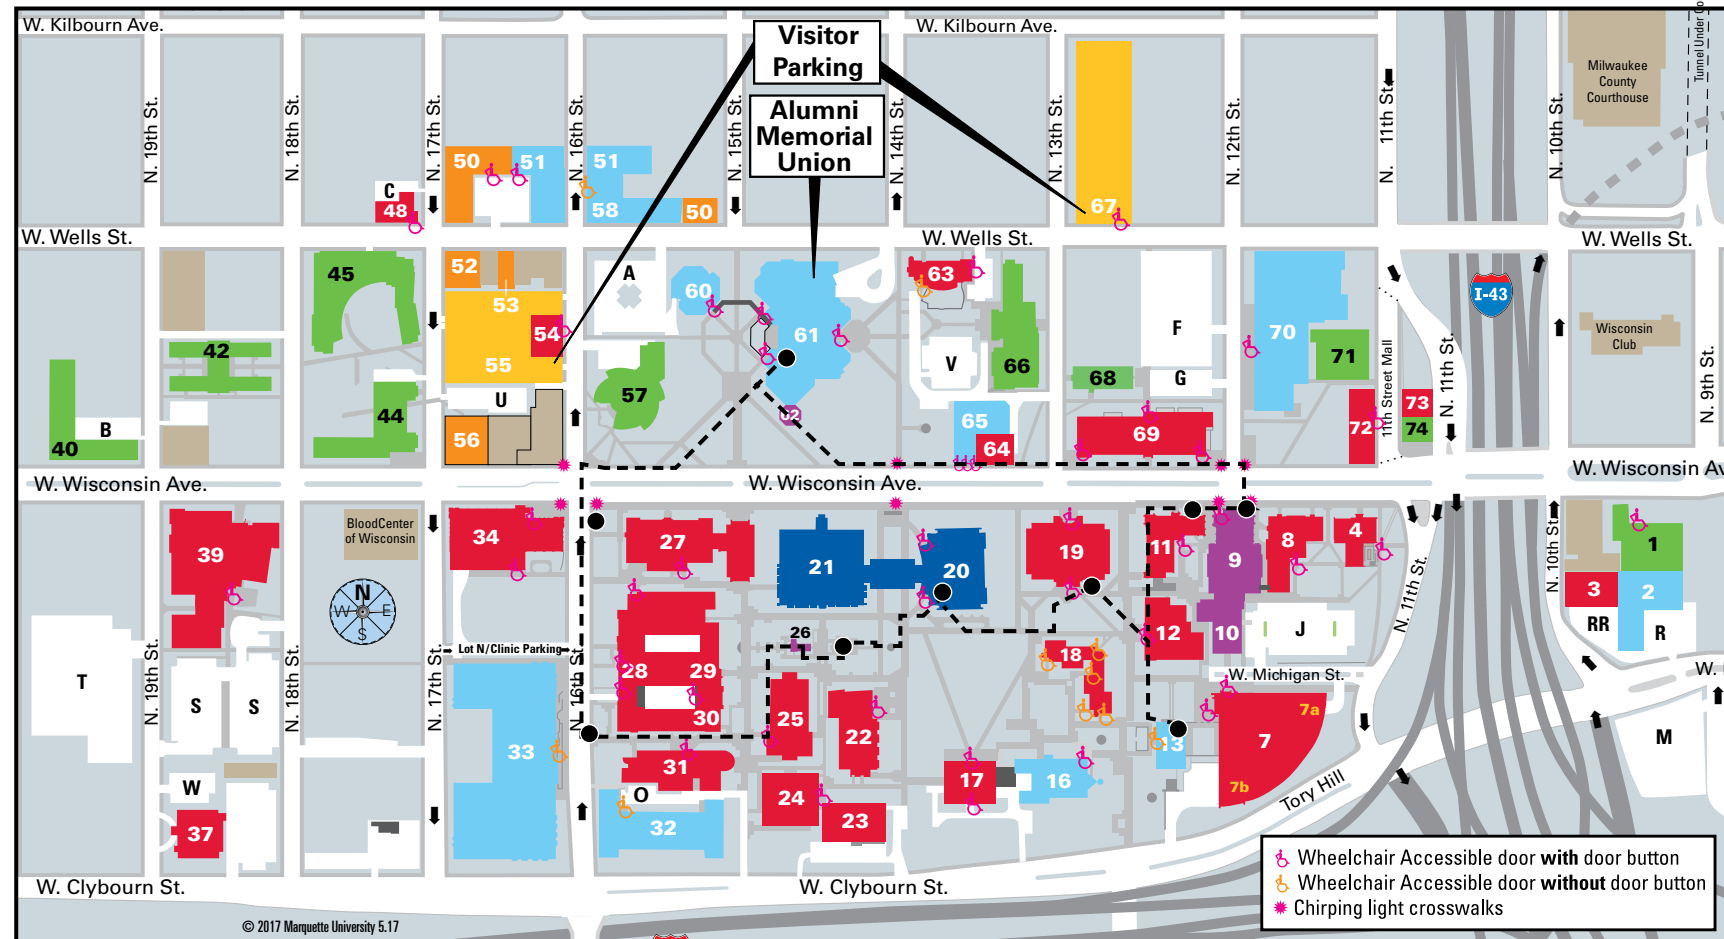 W. Kilbourn Ave.
W. Kilbourn Ave.
Visitor
Parking
Alumni
Memorial
Union
Milwaukee
County
Courthouse
N. 19th St.
N. 18th St.
N. 17th St.
N. 16th St.
N. 15th St.
N. 14th St.
N. 13th St.
N. 12th St.
N. 11th St.
N. 10th St.
50
51
51
C
48
58
50
67
W. Wells St.
W. Wells St.
W. Wells St.
45
52
53
54
55
A
60
61
63
F
70
I-43
Wisconsin
Club
42
U
57
62
V
66
68
G
71
11th Street Mall
N. 11th St.
N. 9th St.
44
40
B
56
65
64
69
72
73
74
W. Wisconsin Ave.
W. Wisconsin Ave.
W. Wisconsin Av
39
BloodCenter
of Wisconsin
34
27
21
20
19
11
9
8
4
N. 11th St.
N. 10th St.
1
3
2
N
W
E
S
26
28
29
30
18
12
10
J
RR
R
T
N. 19th St.
S
S
N. 18th St.
N. 17th St.
Lot N/Clinic Parking
N. 16th St.
25
22
W. Michigan St.
W.
7a
7
7b
M
33
31
O
32
24
23
17
16
13
W
37
Tory Hill
W. Clybourn St.
W. Clybourn St.
© 2017 Marquette University 5.17
Wheelchair Accessible door with door button
Wheelchair Accessible door without door button
Chirping light crosswalks